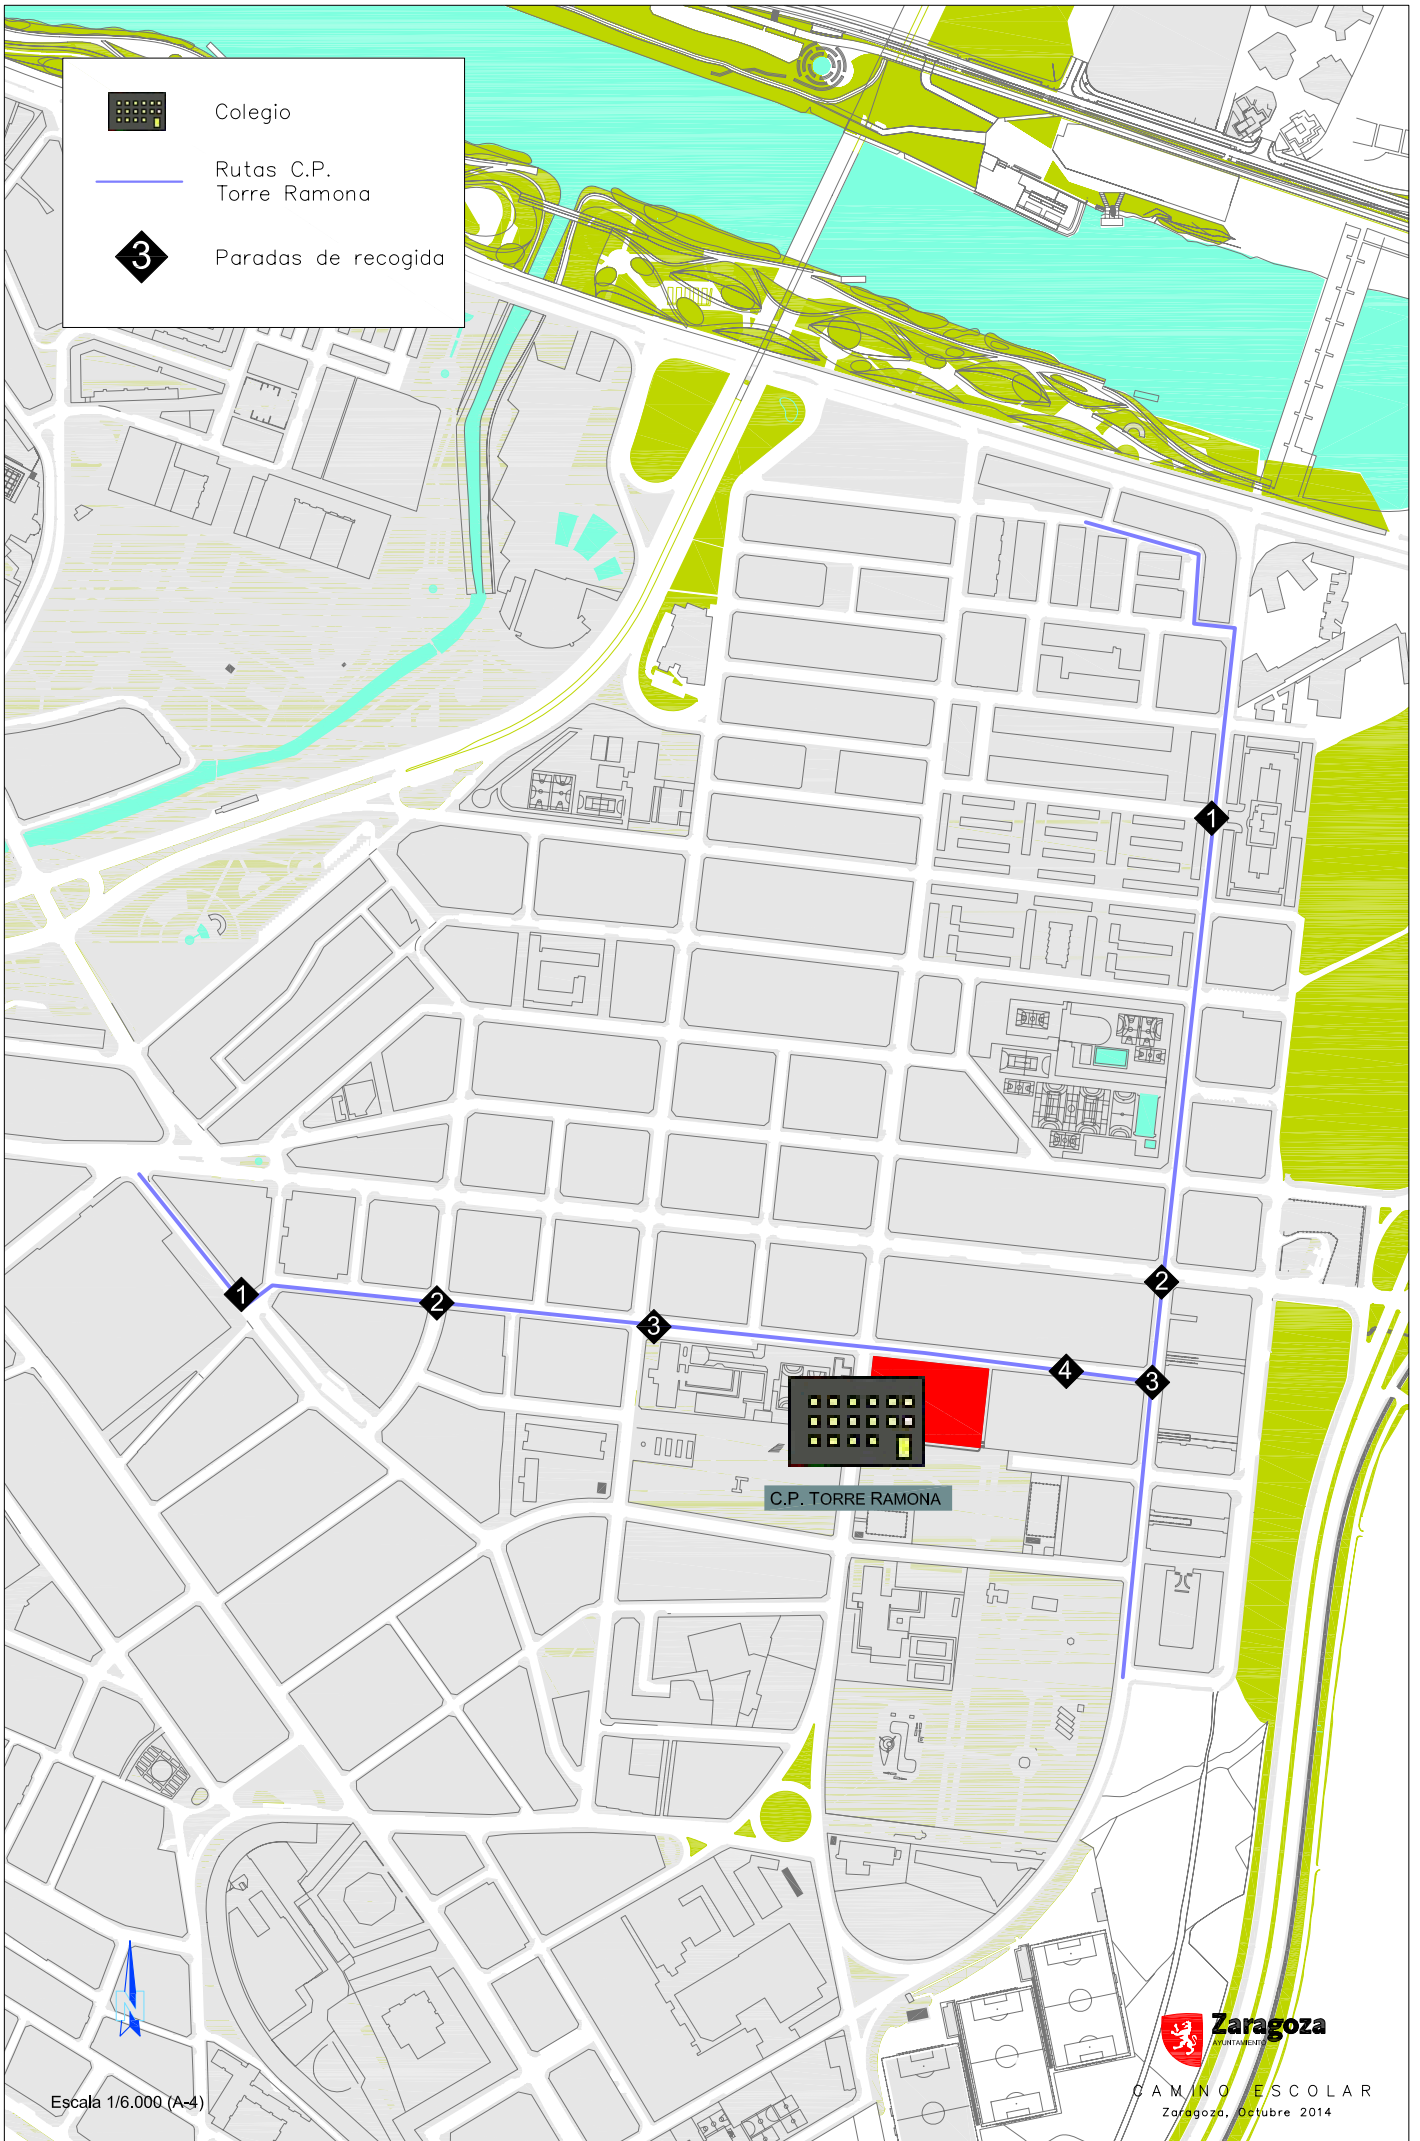 Colegio
Rutas C.P.
Torre Ramona
3
Paradas de recogida
1
1
2
2
3
4
3
C.P. TORRE RAMONA
N
Zaragoza
AYUNTAMIENTO
Escala 1/6.000 (A-4)
CAMINO ESCOLAR
Zaragoza, Octubre 2014